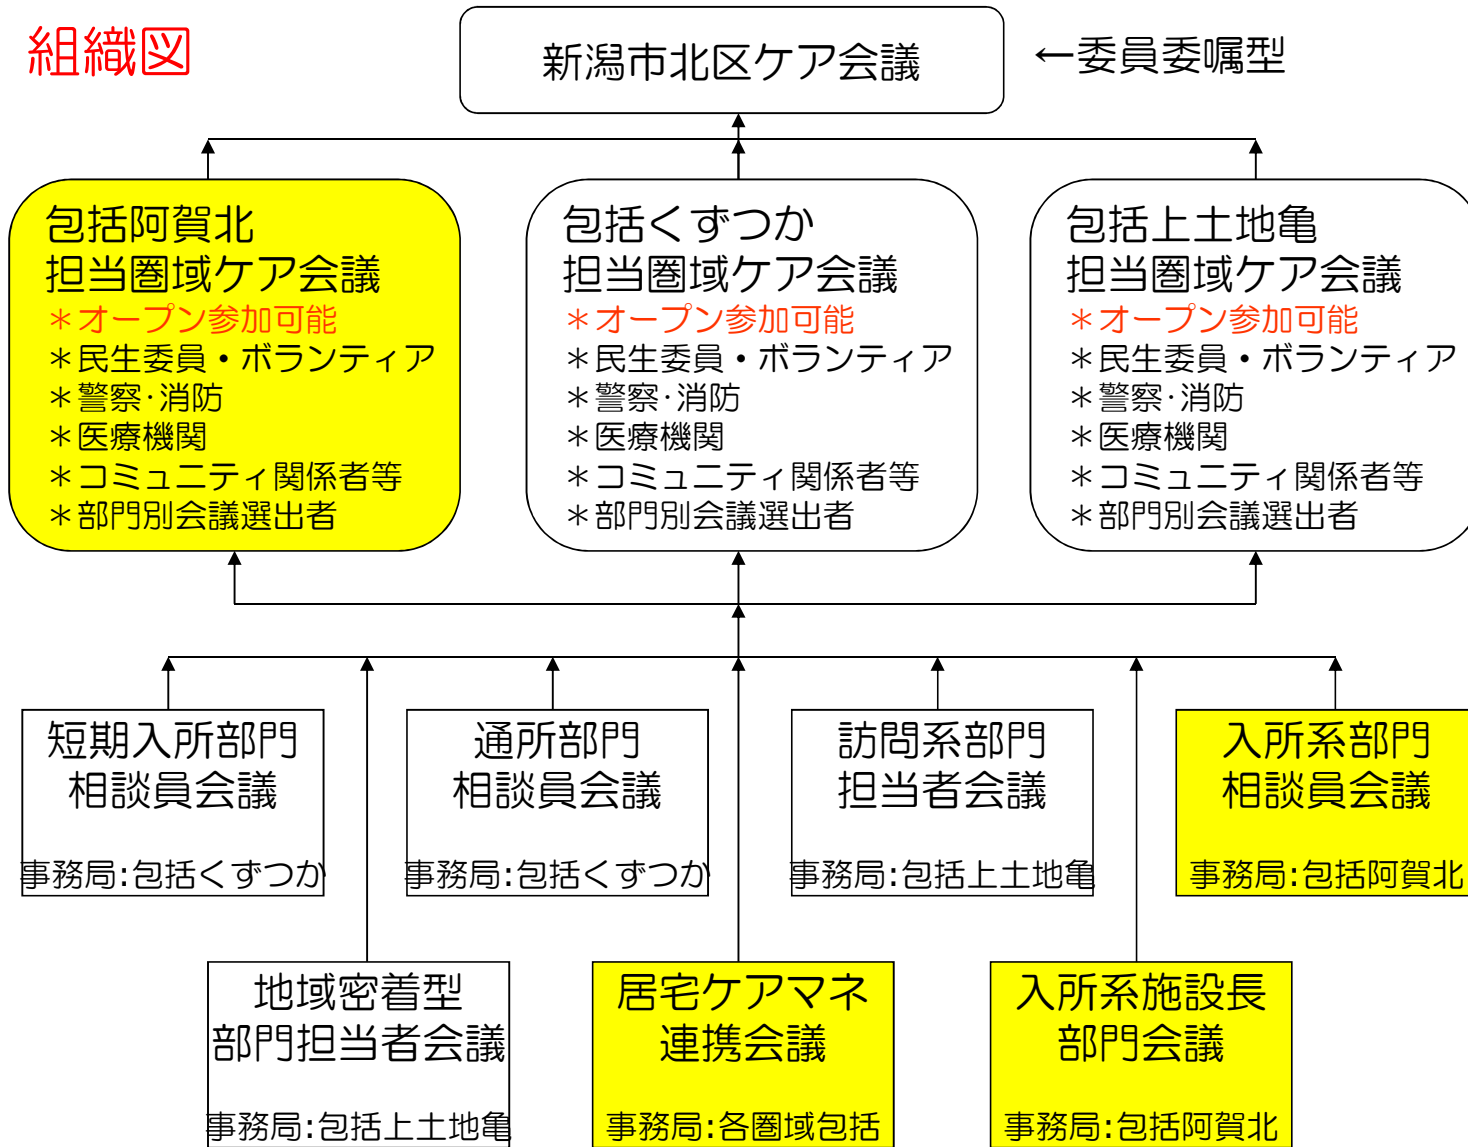 組織図
新潟市北区ケア会議
←委員委嘱型
包括阿賀北
担当圏域ケア会議
＊オープン参加可能
＊民生委員・ボランティア
＊警察･消防
＊医療機関
＊コミュニティ関係者等
＊部門別会議選出者
包括くずつか
担当圏域ケア会議
＊オープン参加可能
＊民生委員・ボランティア
＊警察･消防
＊医療機関
＊コミュニティ関係者等
＊部門別会議選出者
包括上土地亀
担当圏域ケア会議
＊オープン参加可能
＊民生委員・ボランティア
＊警察･消防
＊医療機関
＊コミュニティ関係者等
＊部門別会議選出者
短期入所部門
相談員会議
事務局:包括くずつか
通所部門
相談員会議
事務局:包括くずつか
訪問系部門
担当者会議
事務局:包括上土地亀
入所系部門
相談員会議
事務局:包括阿賀北
地域密着型
部門担当者会議
事務局:包括上土地亀
居宅ケアマネ
連携会議
事務局:各圏域包括
入所系施設長
部門会議
事務局:包括阿賀北